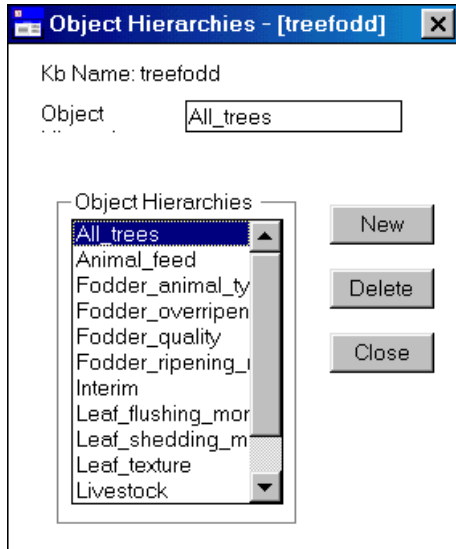 Object Hierarchies - [treefodd]
Kb Name: treefodd
Object
All_trees
Object Hierarchies
All_trees
Animal_feed
Fodder_animal_ty
Fodder_overripen
Fodder_quality
Fodder_ripening_
Interim
Leaf_flushing_mor
Leaf_shedding_m
Leaf_texture
Livestock
New
Delete
Close